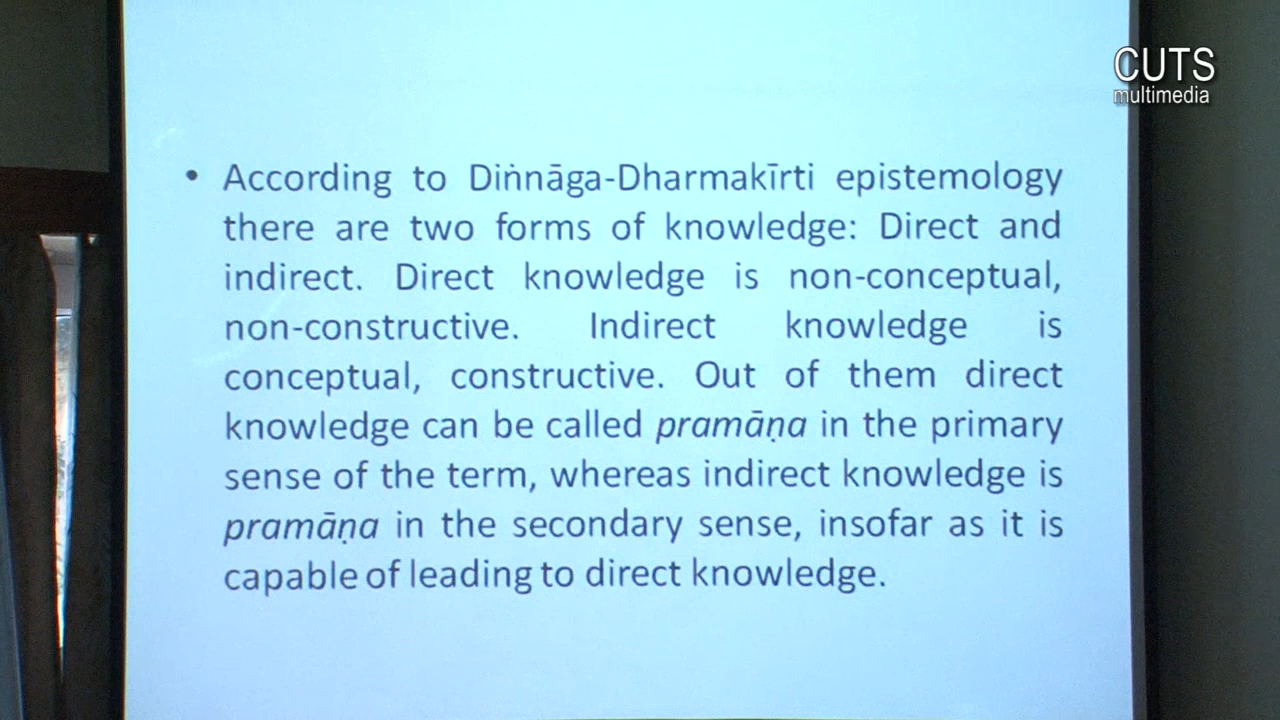 CUTS
multimedia
• According to Diṅnāga-Dharmakīrti epistemology
there are two forms of knowledge: Direct and
indirect. Direct knowledge is non-conceptual,
non-constructive. Indirect knowledge is
conceptual, constructive. Out of them direct
knowledge can be called pramāṇa in the primary
sense of the term, whereas indirect knowledge is
pramāṇa in the secondary sense, insofar as it is
capable of leading to direct knowledge.